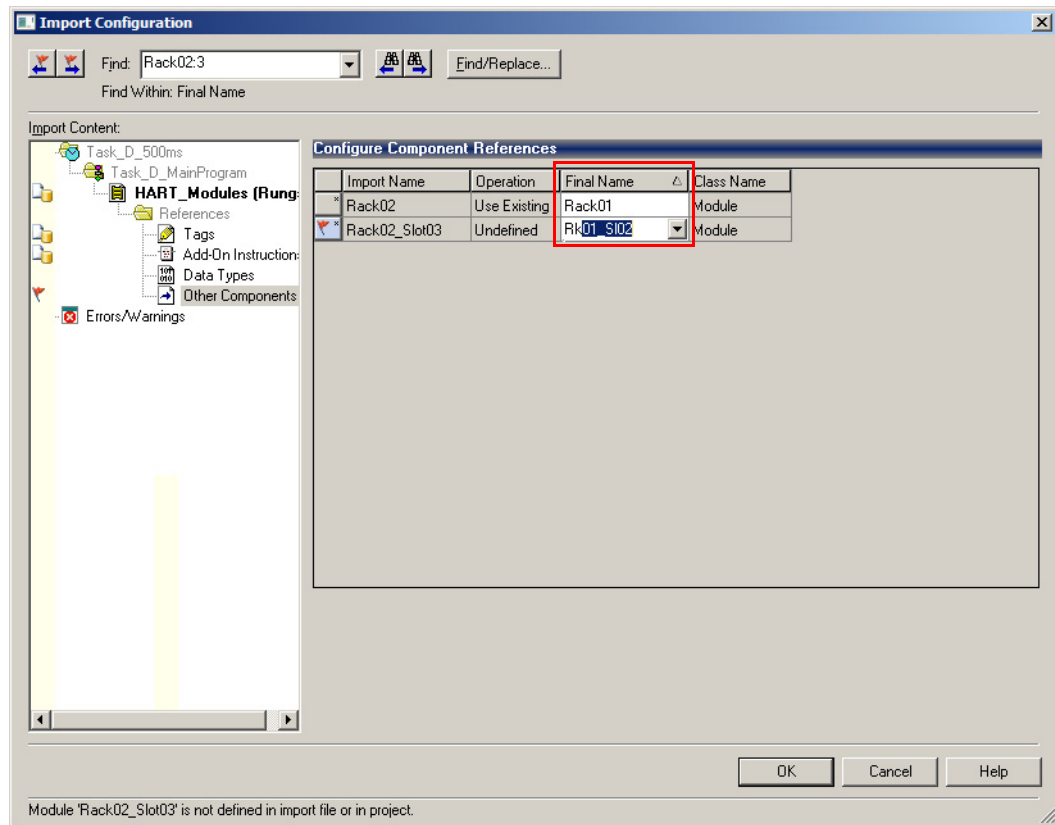 Import Configuration
Find: Rack02:3 Find/Replace...
Find Within: Final Name
Import Content:
Task_D_500ms
Task_D_MainProgram
HART_Modules (Rung
References
Tags
Add-On Instruction
Data Types
Other Components
Errors/Warnings
Configure Component References
Import Name Operation Final Name Class Name
Rack02 Use Existing Rack01 Module
Rack02_Slot03 Undefined Rk01_Sl02 Module
OK Cancel Help
Module 'Rack02_Slot03' is not defined in import file or in project.